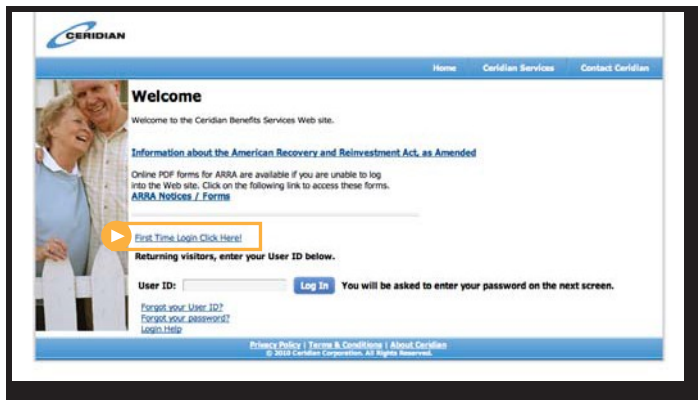 CERIDIAN
Home Ceridian Services Contact Ceridian
Welcome
Welcome to the Ceridian Benefits Services Web site.
Information about the American Recovery and Reinvestment Act, as Amended
Online PDF forms for ARRA are available if you are unable to log
into the Web site. Click on the following link to access these forms.
ARRA Notices / Forms
First Time Login Click Here!
Returning visitors, enter your User ID below.
User ID: Log In You will be asked to enter your password on the next screen.
Forgot your User ID?
Forgot your password?
Login Help
Privacy Policy | Terms & Conditions | About Ceridian
© 2010 Ceridian Corporation. All Rights Reserved.